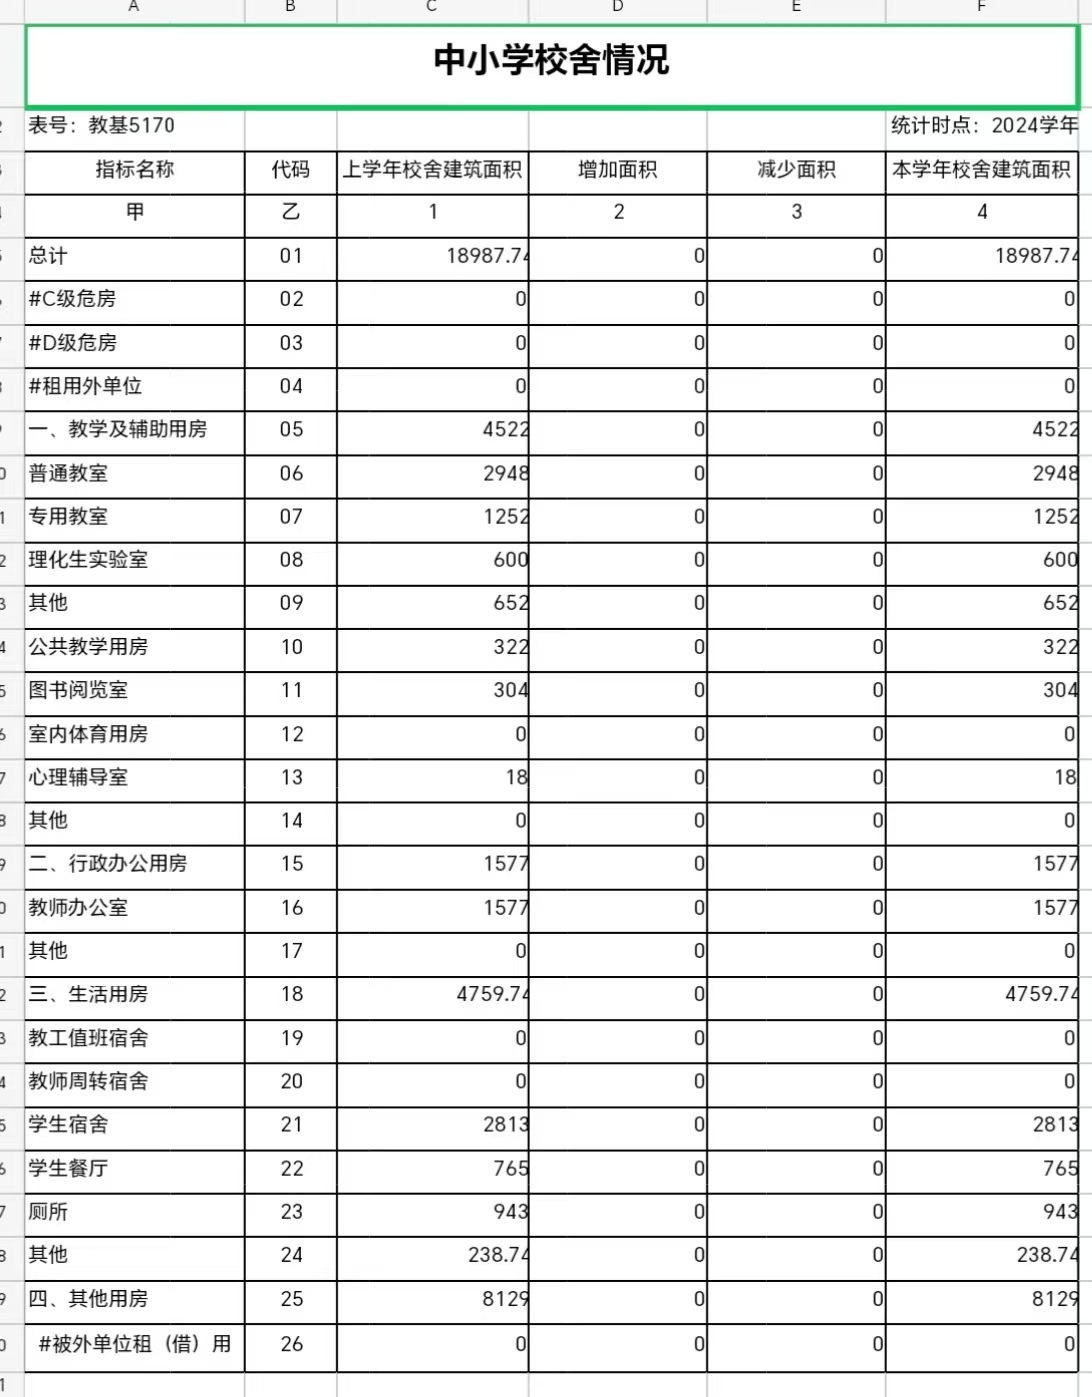 A B C D E F
中小学校舍情况
表号：教基5170 统计时点：2024学年
指标名称 代码 上学年校舍建筑面积 增加面积 减少面积 本学年校舍建筑面积
甲 乙 1 2 3 4
总计 01 18987.74 0 0 18987.74
#C级危房 02 0 0 0 0
#D级危房 03 0 0 0 0
#租用外单位 04 0 0 0 0
一、教学及辅助用房 05 4522 0 0 4522
普通教室 06 2948 0 0 2948
专用教室 07 1252 0 0 1252
理化生实验室 08 600 0 0 600
其他 09 652 0 0 652
公共教学用房 10 322 0 0 322
图书阅览室 11 304 0 0 304
室内体育用房 12 0 0 0 0
心理辅导室 13 18 0 0 18
其他 14 0 0 0 0
二、行政办公用房 15 1577 0 0 1577
教师办公室 16 1577 0 0 1577
其他 17 0 0 0 0
三、生活用房 18 4759.74 0 0 4759.74
教工值班宿舍 19 0 0 0 0
教师周转宿舍 20 0 0 0 0
学生宿舍 21 2813 0 0 2813
学生餐厅 22 765 0 0 765
厕所 23 943 0 0 943
其他 24 238.74 0 0 238.74
四、其他用房 25 8129 0 0 8129
#被外单位租（借）用 26 0 0 0 0